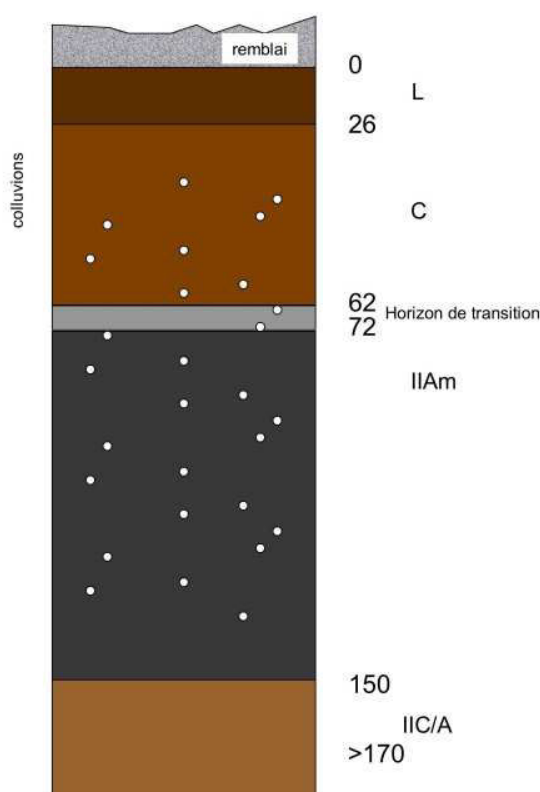 remblai
0
L
26
colluvions
C
62
Horizon de transition
72
IIAm
150
IIC/A
>170